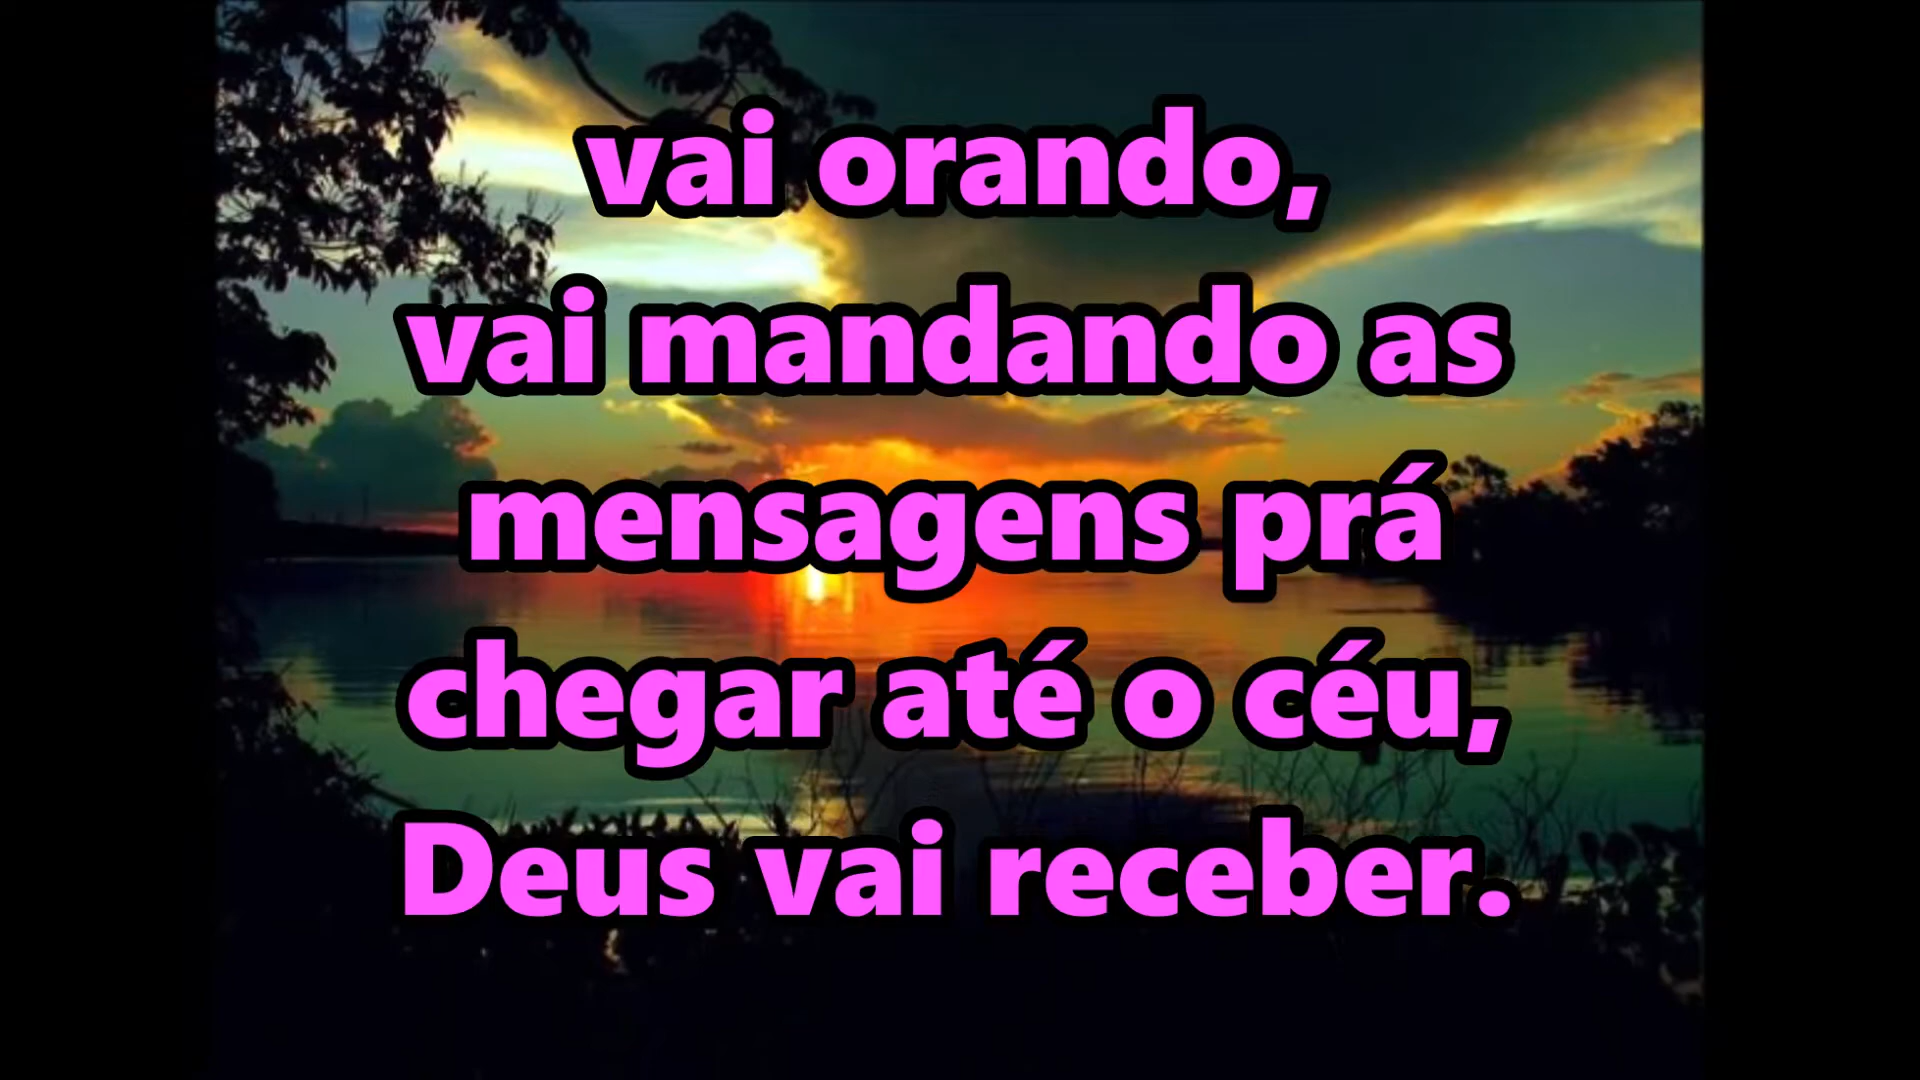 vai orando,
vai mandando as
mensagens prá
chegar até o céu,
Deus vai receber.